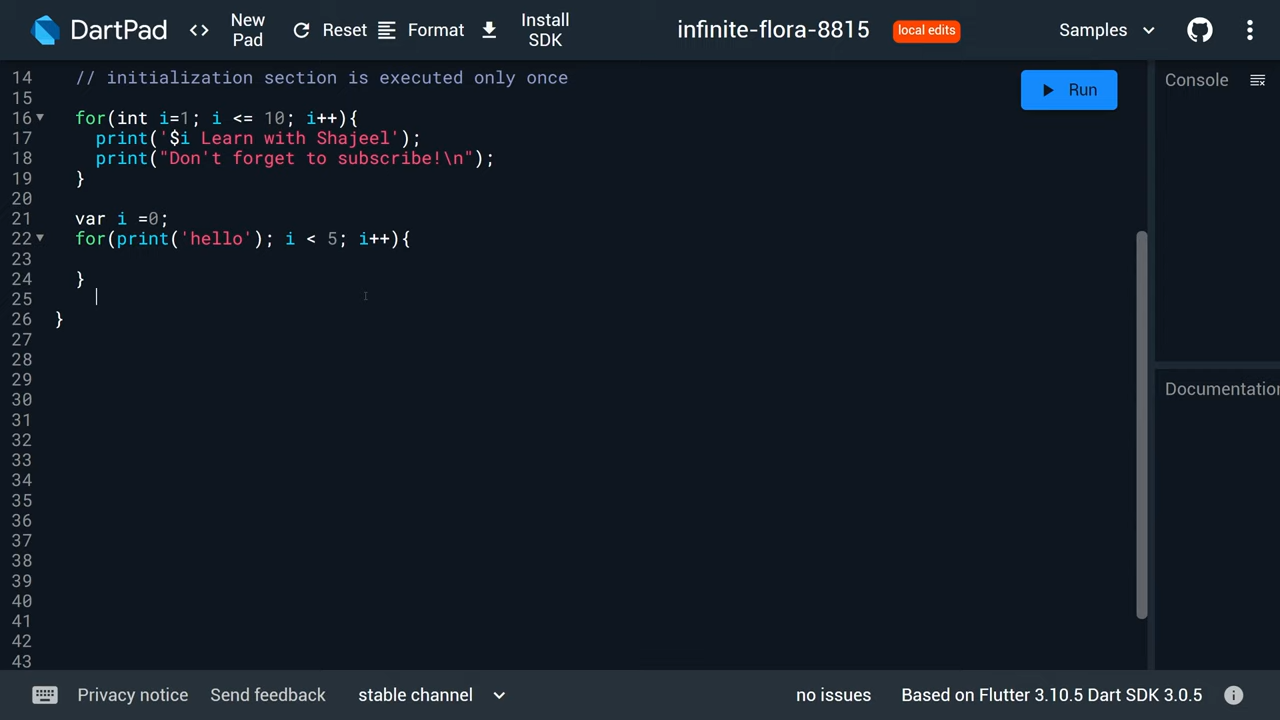 DartPad <> New Pad Reset Format Install SDK infinite-flora-8815 local edits Samples
14 // initialization section is executed only once
Run
Console
15
16 for(int i=1; i <= 10; i++){
17 print('$i Learn with Shajeel');
18 print("Don't forget to subscribe!\n");
19 }
20
21 var i =0;
22 for(print('hello'); i < 5; i++){
23
24 }
25
26 }
27
28
29
Documentation
30
31
32
33
34
35
36
37
38
39
40
41
42
43
Privacy notice Send feedback stable channel no issues Based on Flutter 3.10.5 Dart SDK 3.0.5